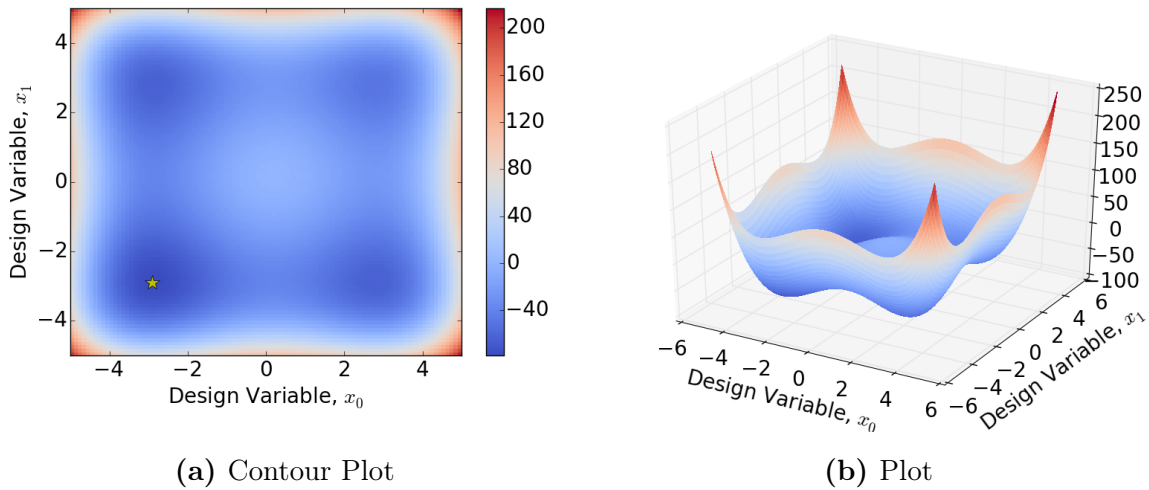 4
2
0
−2
−4
Design Variable, x₁
−4 −2 0 2 4
Design Variable, x₀
200
160
120
80
40
0
−40
250
200
150
100
50
0
−50
−100
−6 −4 −2 0 2 4 6
Design Variable, x₀
−6 −4 −2 0 2 4 6
Design Variable, x₁
(a) Contour Plot
(b) Plot